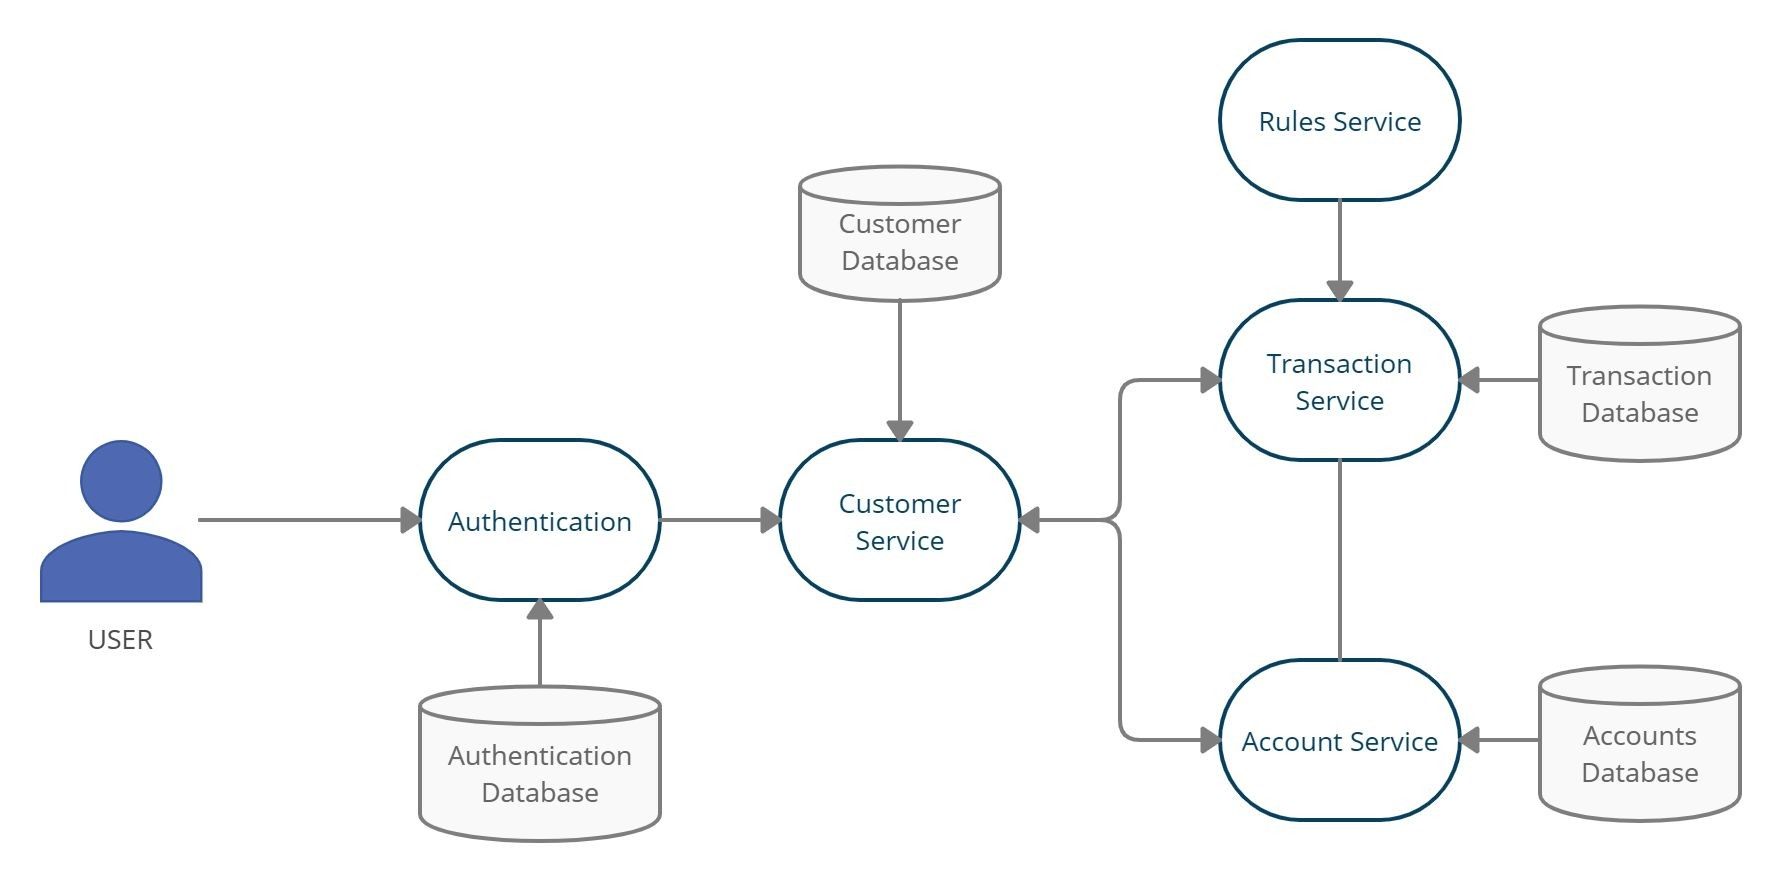 Rules Service
Customer
Database
Transaction
Service
Transaction
Database
Authentication
Customer
Service
USER
Authentication
Database
Account Service
Accounts
Database